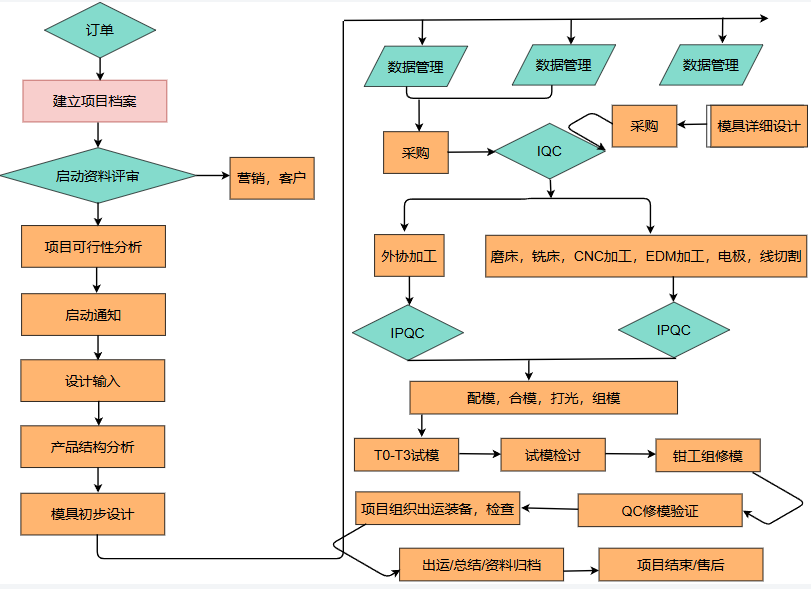 订单
建立项目档案
启动资料评审
营销，客户
项目可行性分析
启动通知
设计输入
产品结构分析
模具初步设计
数据管理
数据管理
数据管理
采购
IQC
采购
模具详细设计
外协加工
磨床，铣床，CNC加工，EDM加工，电极，线切割
IPQC
IPQC
配模，合模，打光，组模
T0-T3试模
试模检讨
钳工组修模
QC修模验证
项目组织出运装备，检查
出运/总结/资料归档
项目结束/售后